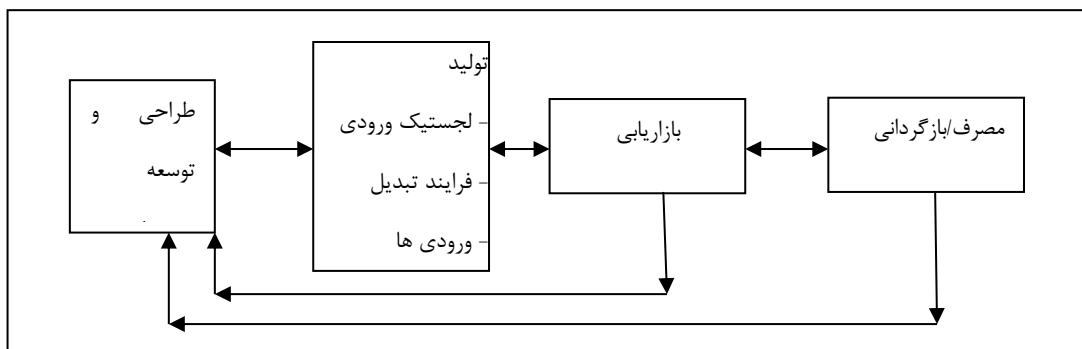 طراحی و
توسعه
تولید
– لجستیک ورودی
– فرایند تبدیل
– ورودی ها
بازاریابی
مصرف/بازگردانی